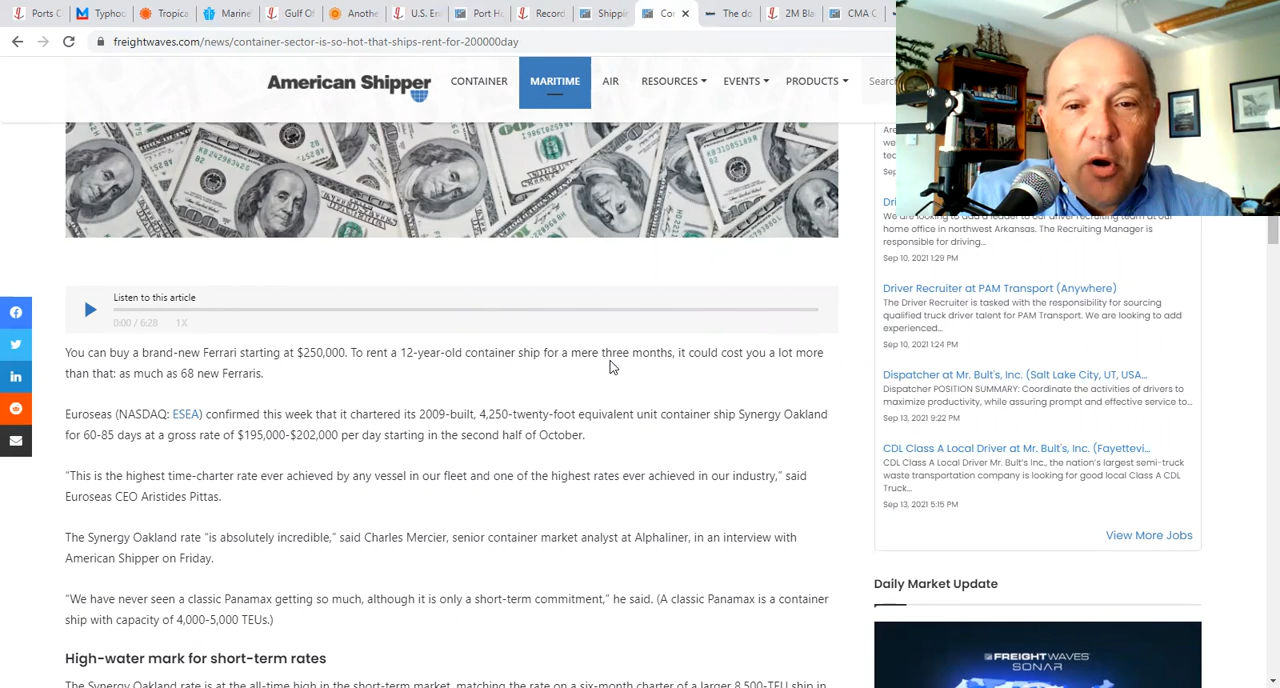 Ports C
Typhoo
Tropica
Marine
Gulf Of
Anothe
U.S. En
Port Ho
Record
Shippin
Co
The do
2M Bla
CMA C
freightwaves.com/news/container-sector-is-so-hot-that-ships-rent-for-200000day
American Shipper
CONTAINER
MARITIME
AIR
RESOURCES
EVENTS
PRODUCTS
Searc
Listen to this article
0:00 / 6:28 1X
You can buy a brand-new Ferrari starting at $250,000. To rent a 12-year-old container ship for a mere three months, it could cost you a lot more
than that: as much as 68 new Ferraris.
Euroseas (NASDAQ: ESEA) confirmed this week that it chartered its 2009-built, 4,250-twenty-foot equivalent unit container ship Synergy Oakland
for 60-85 days at a gross rate of $195,000-$202,000 per day starting in the second half of October.
“This is the highest time-charter rate ever achieved by any vessel in our fleet and one of the highest rates ever achieved in our industry,” said
Euroseas CEO Aristides Pittas.
The Synergy Oakland rate “is absolutely incredible,” said Charles Mercier, senior container market analyst at Alphaliner, in an interview with
American Shipper on Friday.
“We have never seen a classic Panamax getting so much, although it is only a short-term commitment,” he said. (A classic Panamax is a container
ship with capacity of 4,000-5,000 TEUs.)
High-water mark for short-term rates
The Synergy Oakland rate is at the all-time high in the short-term market, matching the rate on a six-month charter of a larger 8,500-TEU ship in
Are
we
tec
Se
Dri
We are looking to add a leader to our driver recruiting team at our
home office in northwest Arkansas. The Recruiting Manager is
responsible for driving...
Sep 10, 2021 1:29 PM
Driver Recruiter at PAM Transport (Anywhere)
The Driver Recruiter is tasked with the responsibility for sourcing
qualified truck driver talent for PAM Transport. We are looking to add
experienced...
Sep 10, 2021 1:24 PM
Dispatcher at Mr. Bult's, Inc. (Salt Lake City, UT, USA...
Dispatcher POSITION SUMMARY: Coordinate the activities of drivers to
maximize productivity, while assuring prompt and effective service to...
Sep 13, 2021 9:22 PM
CDL Class A Local Driver at Mr. Bult's, Inc. (Fayettevi...
CDL Class A Local Driver Mr. Bult's Inc., the nation's largest semi-truck
waste transportation company is looking for good local Class A CDL
Truck...
Sep 13, 2021 5:15 PM
View More Jobs
Daily Market Update
FREIGHTWAVES
SONAR